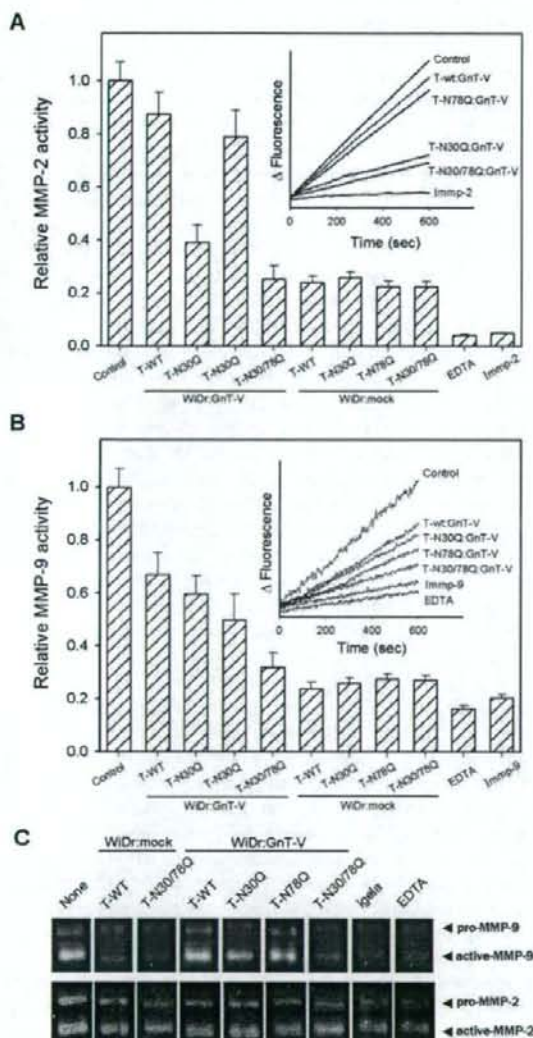 A
Relative MMP-2 activity
1.0
0.8
0.6
0.4
0.2
0.0
Δ Fluorescence
Control
T-wt:GnT-V
T-N78Q:GnT-V
T-N30Q:GnT-V
T-N30/78Q:GnT-V
Immp-2
0 200 400 600
Time (sec)
Control T-WT T-N30Q T-N30Q T-N30/78Q T-WT T-N30Q T-N78Q T-N30/78Q EDTA Immp-2
WiDr:GnT-V WiDr:mock
B
Relative MMP-9 activity
1.0
0.8
0.6
0.4
0.2
0.0
Δ Fluorescence
Control
T-wt:GnT-V
T-N30Q:GnT-V
T-N78Q:GnT-V
T-N30/78Q:GnT-V
Immp-9
EDTA
0 200 400 600
Time (sec)
Control T-WT T-N30Q T-N30Q T-N30/78Q T-WT T-N30Q T-N78Q T-N30/78Q EDTA Immp-9
WiDr:GnT-V WiDr:mock
C
WiDr:mock WiDr:GnT-V
None T-WT T-N30/78Q T-WT T-N30Q T-N78Q T-N30/78Q Igela EDTA
pro-MMP-9
active-MMP-9
pro-MMP-2
active-MMP-2